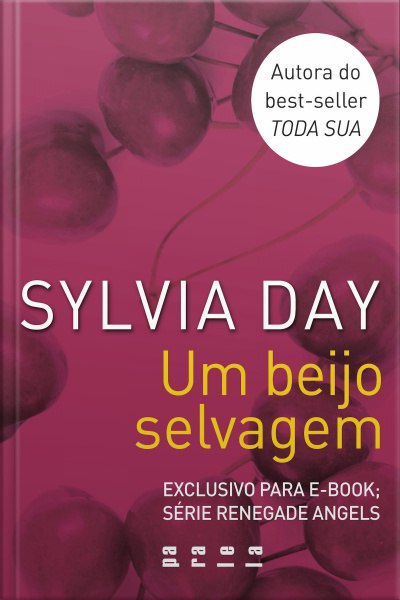 Autora do
best-seller
TODA SUA
SYLVIA DAY
Um beijo
selvagem
EXCLUSIVO PARA E-BOOK;
SÉRIE RENEGADE ANGELS
pa
ra
le
la